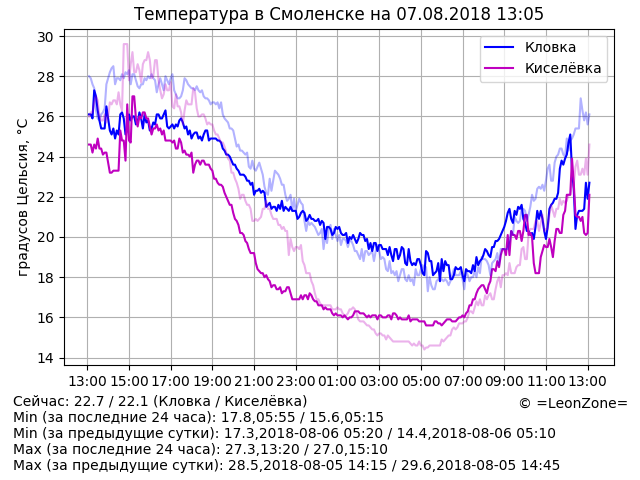 Температура в Смоленске на 07.08.2018 13:05
Кловка
Киселёвка
градусов Цельсия, °C
30
28
26
24
22
20
18
16
14
13:00 15:00 17:00 19:00 21:00 23:00 01:00 03:00 05:00 07:00 09:00 11:00 13:00
Сейчас: 22.7 / 22.1 (Кловка / Киселёвка)
© =LeonZone=
Min (за последние 24 часа): 17.8,05:55 / 15.6,05:15
Min (за предыдущие сутки): 17.3,2018-08-06 05:20 / 14.4,2018-08-06 05:10
Max (за последние 24 часа): 27.3,13:20 / 27.0,15:10
Max (за предыдущие сутки): 28.5,2018-08-05 14:15 / 29.6,2018-08-05 14:45